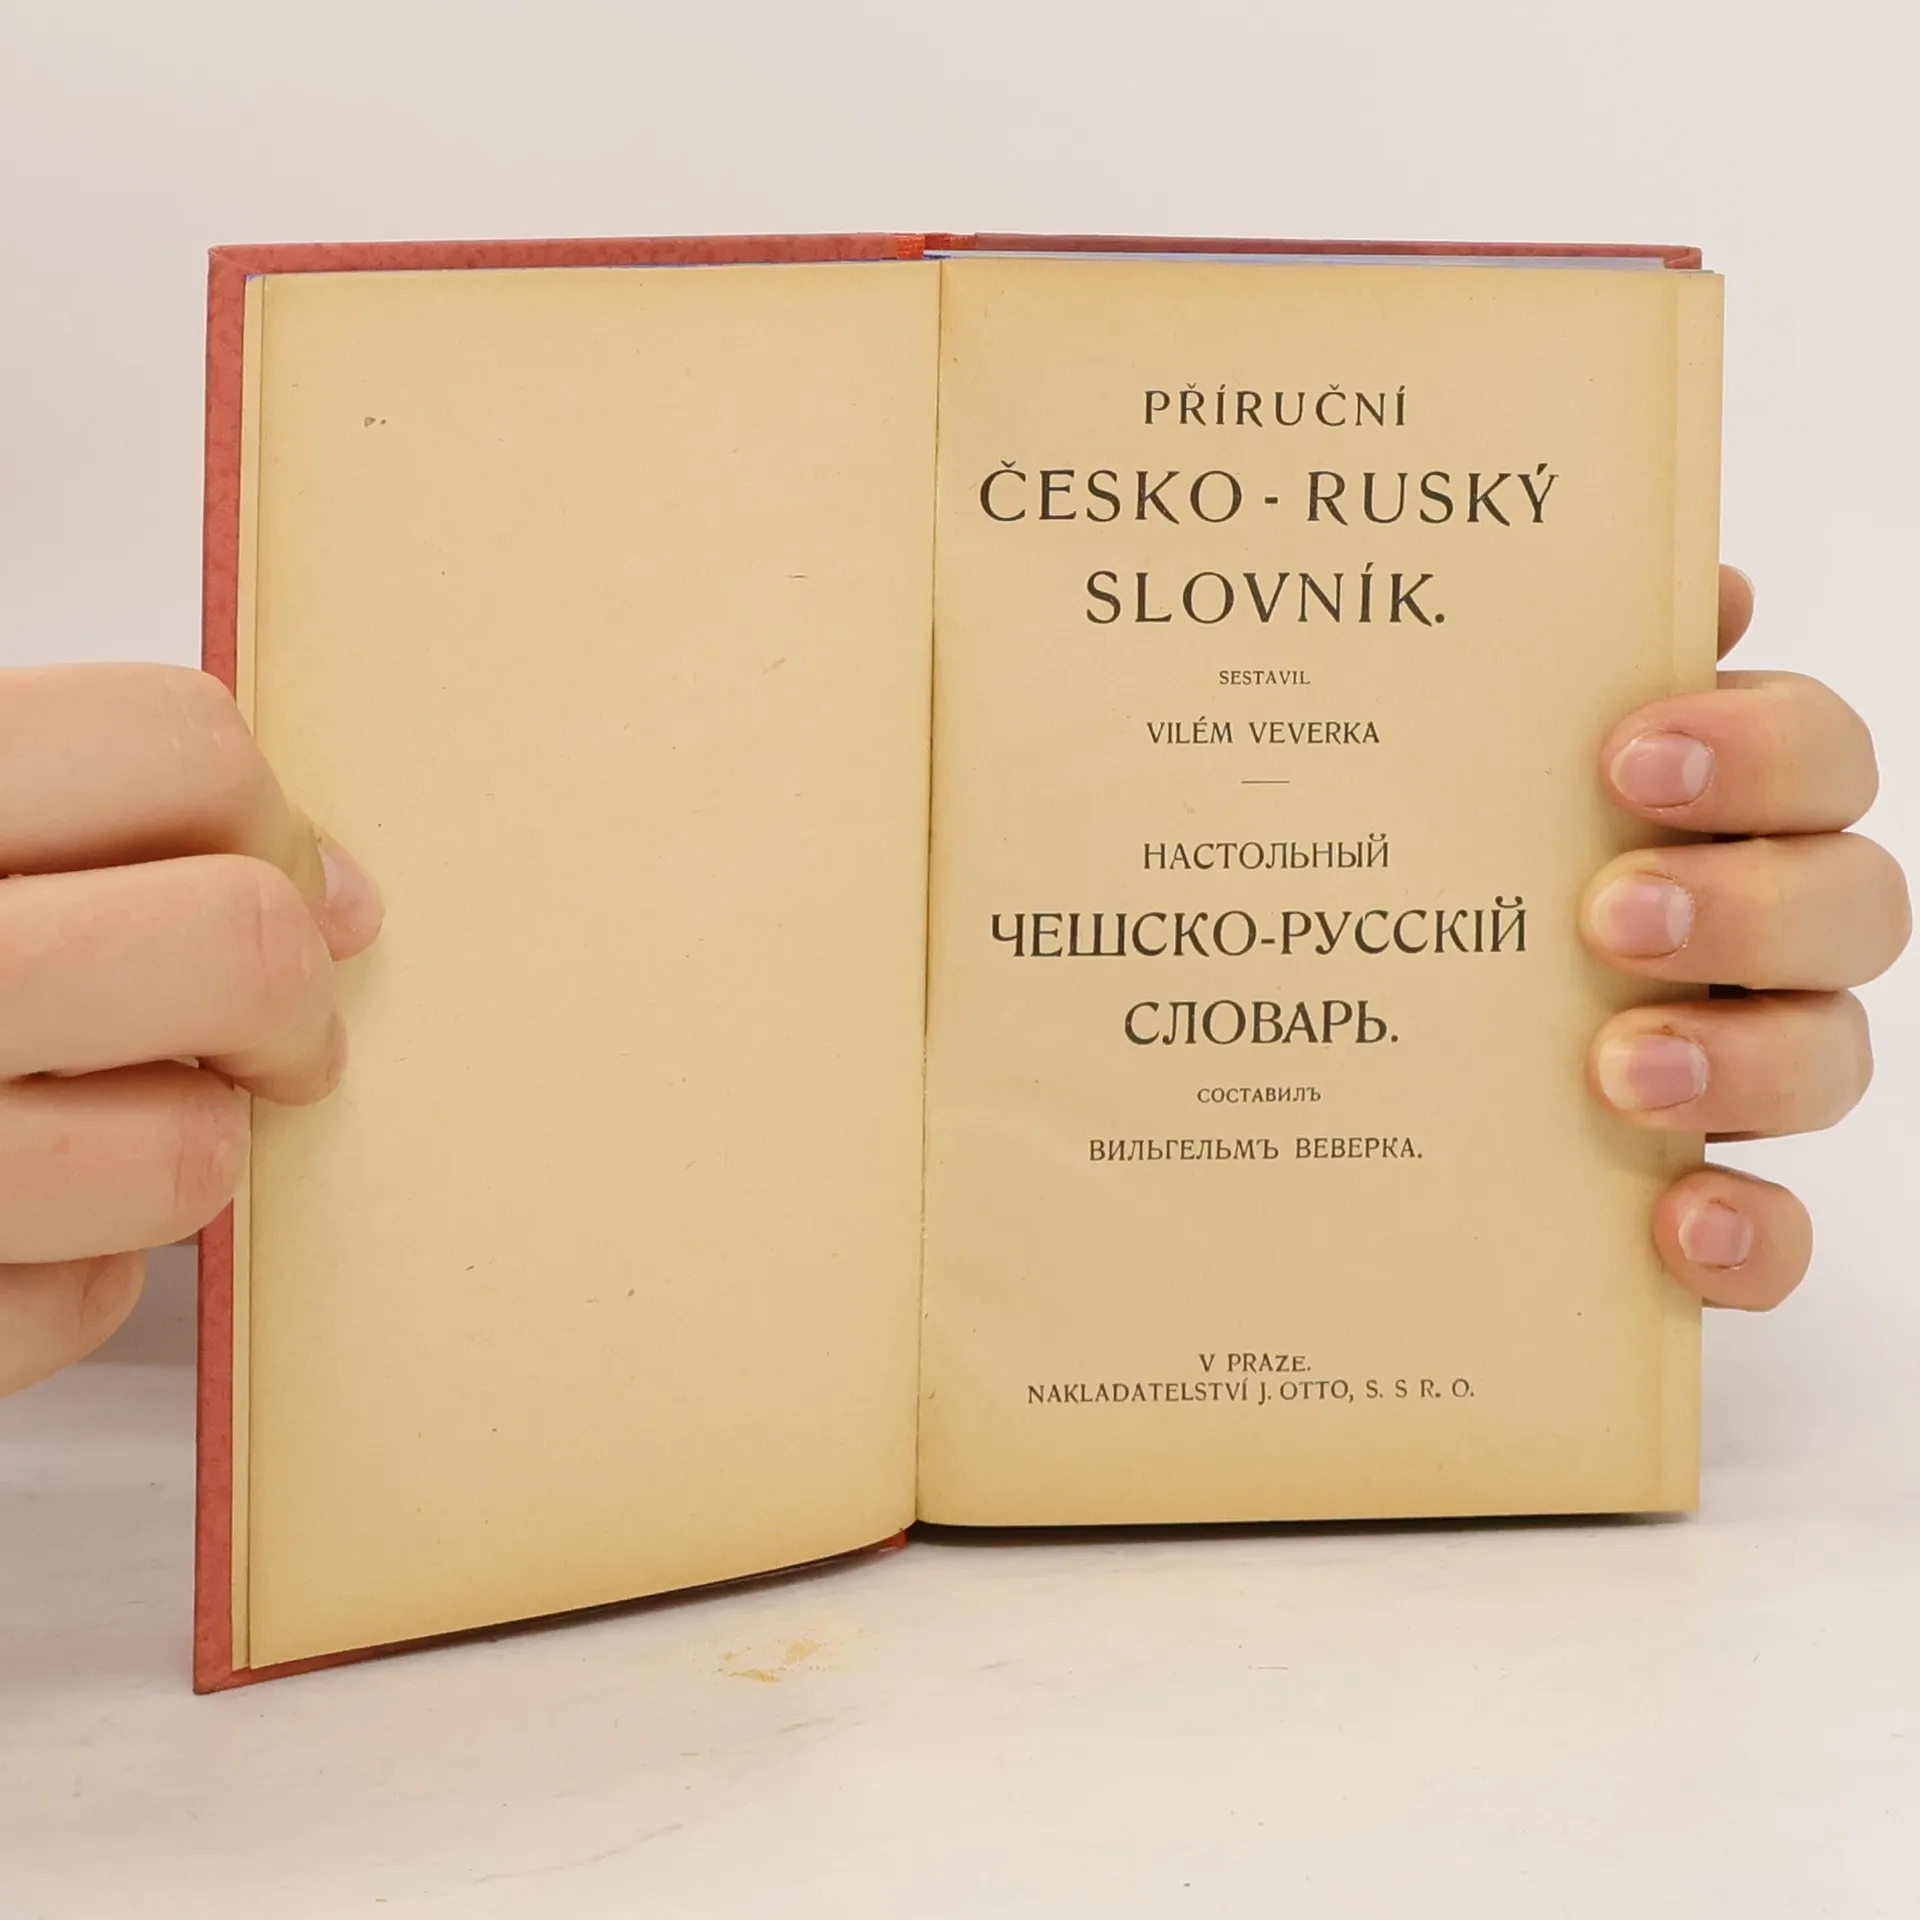 PŘÍRUČNÍ
ČESKO - RUSKÝ
SLOVNÍK.
SESTAVIL
VILÉM VEVERKA
НАСТОЛЬНЫЙ
ЧЕШСКО-РУССКІЙ
СЛОВАРЬ.
СОСТАВИЛЪ
ВИЛЬГЕЛЬМЪ ВЕВЕРКА.
V PRAZE.
NAKLADATELSTVÍ J. OTTO, S. S R. O.